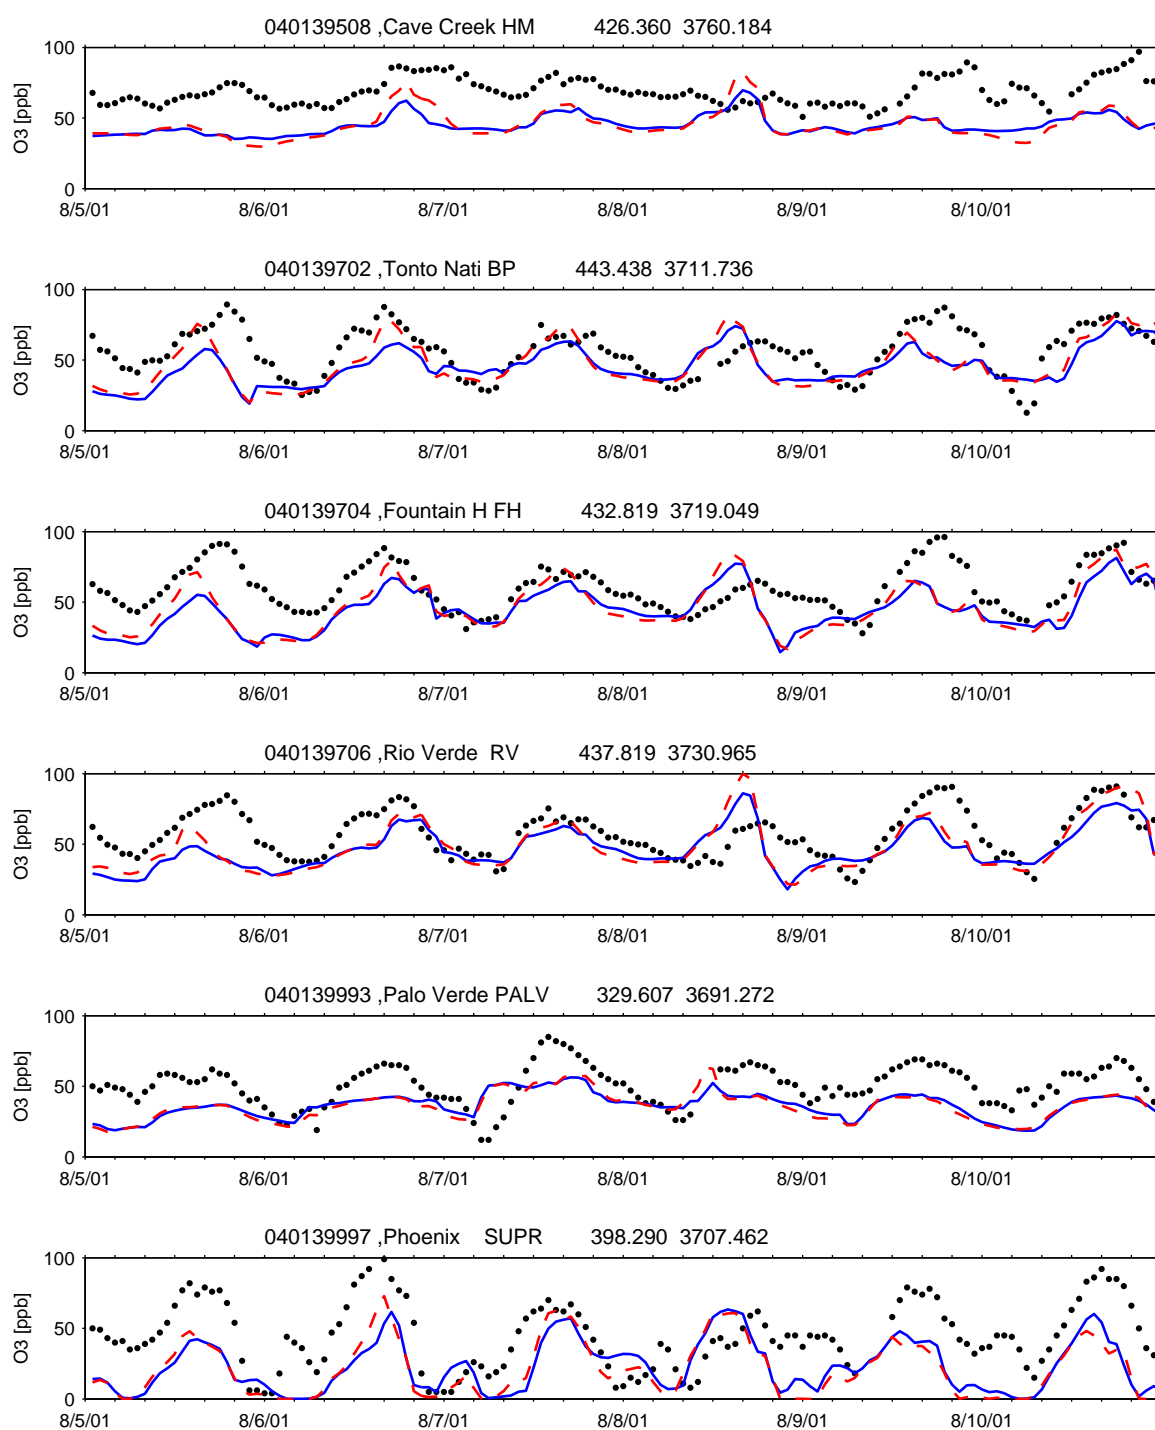 040139508 ,Cave Creek HM 426.360 3760.184
100
50
0
O3 [ppb]
8/5/01 8/6/01 8/7/01 8/8/01 8/9/01 8/10/01
040139702 ,Tonto Nati BP 443.438 3711.736
100
50
0
O3 [ppb]
8/5/01 8/6/01 8/7/01 8/8/01 8/9/01 8/10/01
040139704 ,Fountain H FH 432.819 3719.049
100
50
0
O3 [ppb]
8/5/01 8/6/01 8/7/01 8/8/01 8/9/01 8/10/01
040139706 ,Rio Verde RV 437.819 3730.965
100
50
0
O3 [ppb]
8/5/01 8/6/01 8/7/01 8/8/01 8/9/01 8/10/01
040139993 ,Palo Verde PALV 329.607 3691.272
100
50
0
O3 [ppb]
8/5/01 8/6/01 8/7/01 8/8/01 8/9/01 8/10/01
040139997 ,Phoenix SUPR 398.290 3707.462
100
50
0
O3 [ppb]
8/5/01 8/6/01 8/7/01 8/8/01 8/9/01 8/10/01